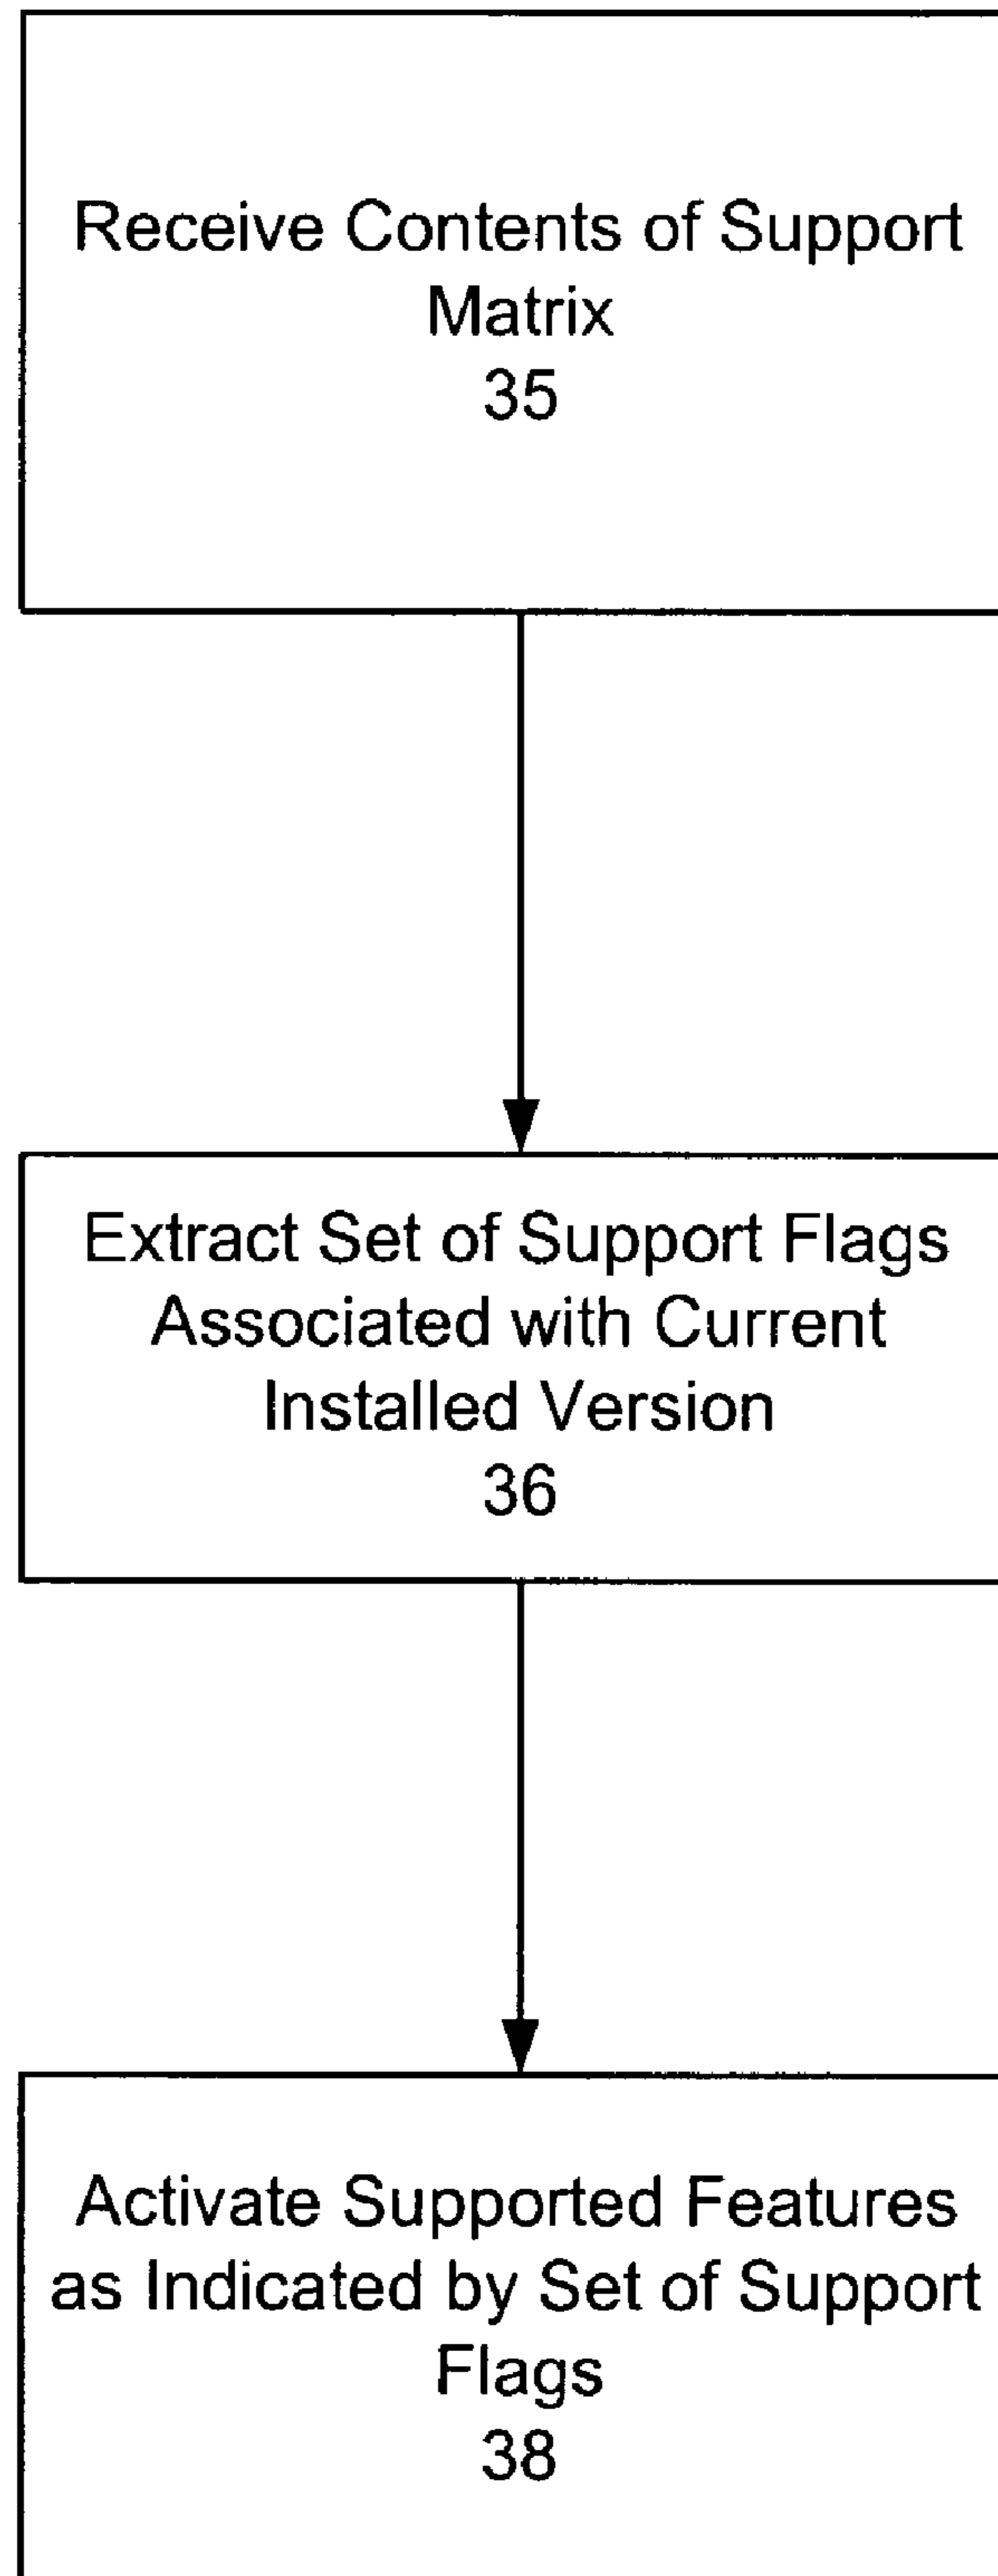 Receive Contents of Support
Matrix
35
Extract Set of Support Flags
Associated with Current
Installed Version
36
Activate Supported Features
as Indicated by Set of Support
Flags
38